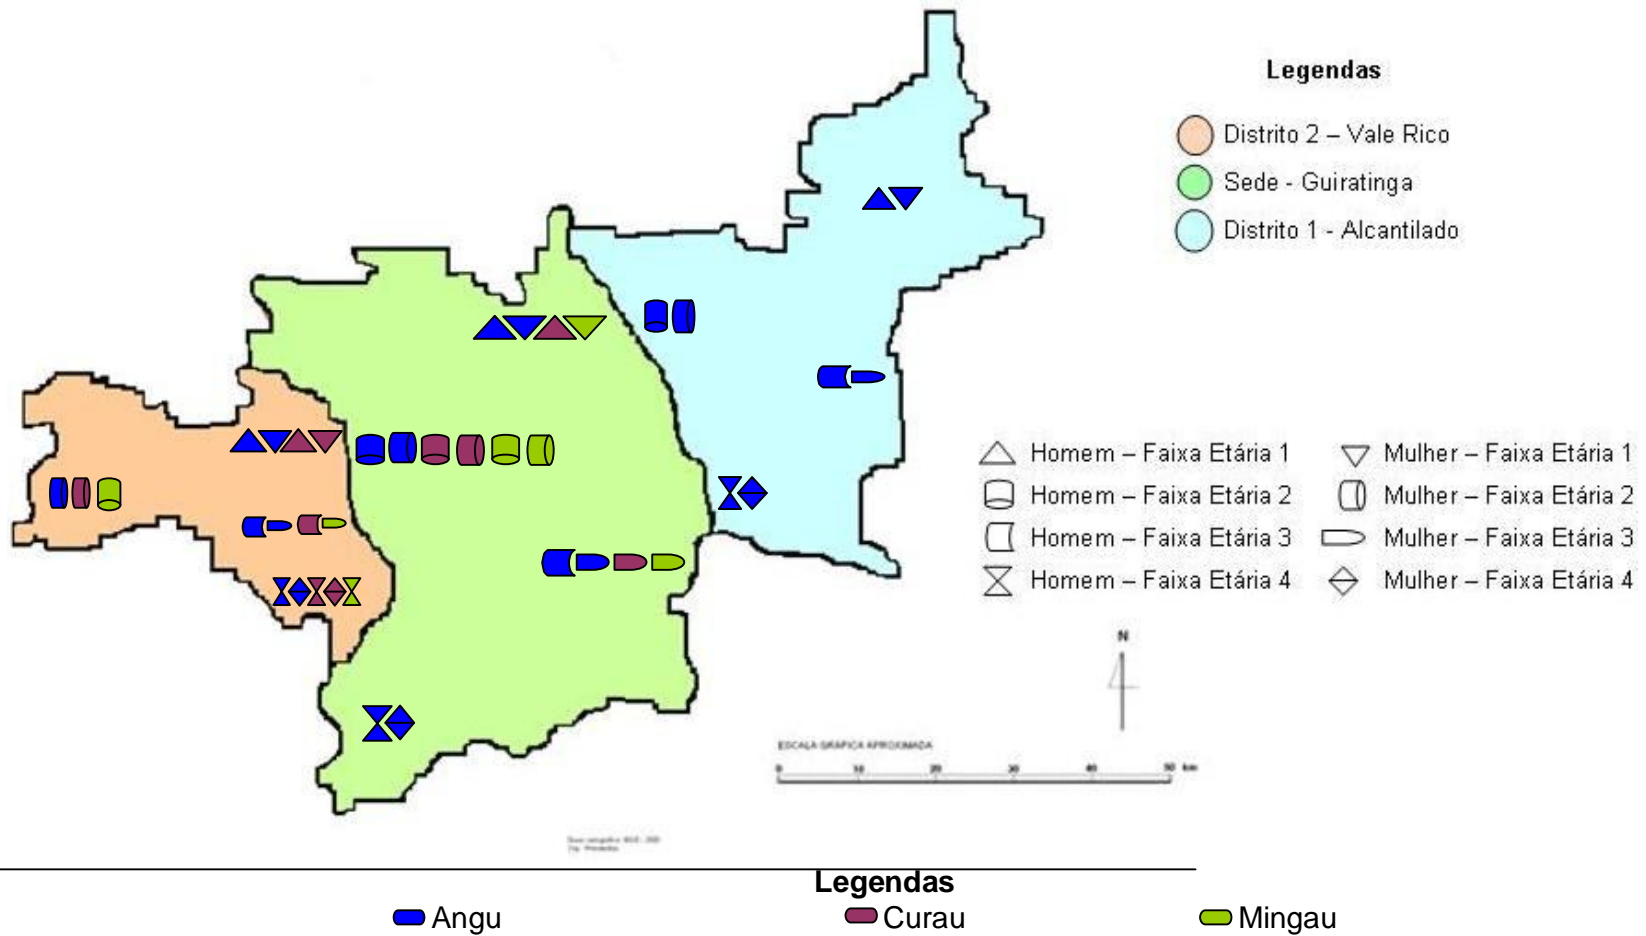 Legendas
Distrito 2 – Vale Rico
Sede - Guiratinga
Distrito 1 - Alcantilado
Homem – Faixa Etária 1
Mulher – Faixa Etária 1
Homem – Faixa Etária 2
Mulher – Faixa Etária 2
Homem – Faixa Etária 3
Mulher – Faixa Etária 3
Homem – Faixa Etária 4
Mulher – Faixa Etária 4
N
ESCALA GRÁFICA APROXIMADA
0 10 20 30 40 50 km
Legendas
Angu
Curau
Mingau